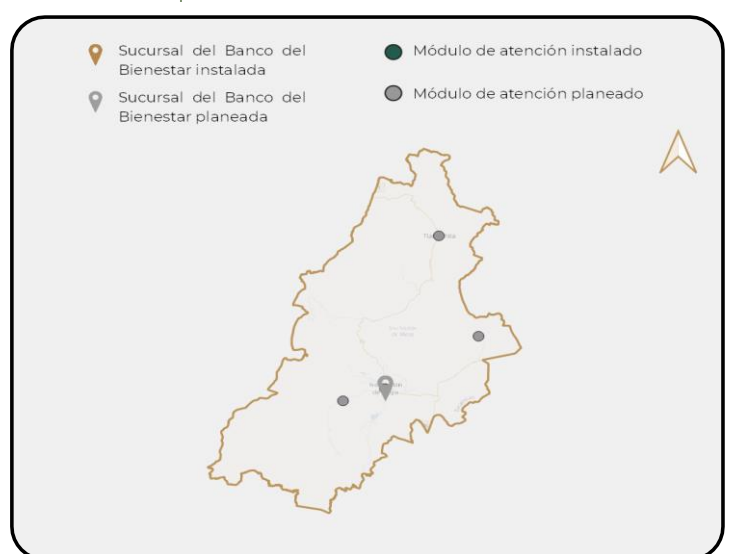 Sucursal del Banco del
Bienestar instalada
Sucursal del Banco del
Bienestar planeada
Módulo de atención instalado
Módulo de atención planeado